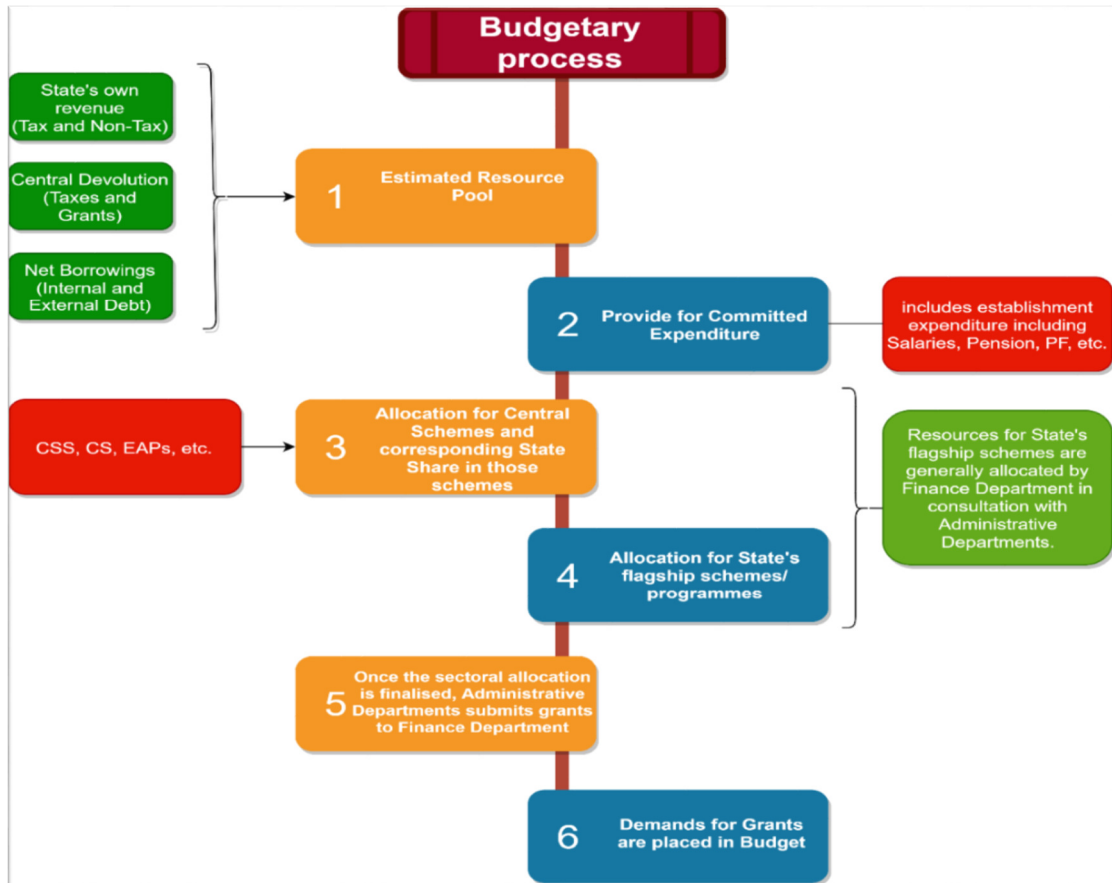 Budgetary
process
State's own
revenue
(Tax and Non-Tax)
Central Devolution
(Taxes and
Grants)
Net Borrowings
(Internal and
External Debt)
1
Estimated Resource
Pool
2
Provide for Committed
Expenditure
includes establishment
expenditure including
Salaries, Pension, PF, etc.
CSS, CS, EAPs, etc.
3
Allocation for Central
Schemes and
corresponding State
Share in those
schemes
Resources for State's
flagship schemes are
generally allocated by
Finance Department in
consultation with
Administrative
Departments.
4
Allocation for State's
flagship schemes/
programmes
5
Once the sectoral allocation
is finalised, Administrative
Departments submits grants
to Finance Department
6
Demands for Grants
are placed in Budget